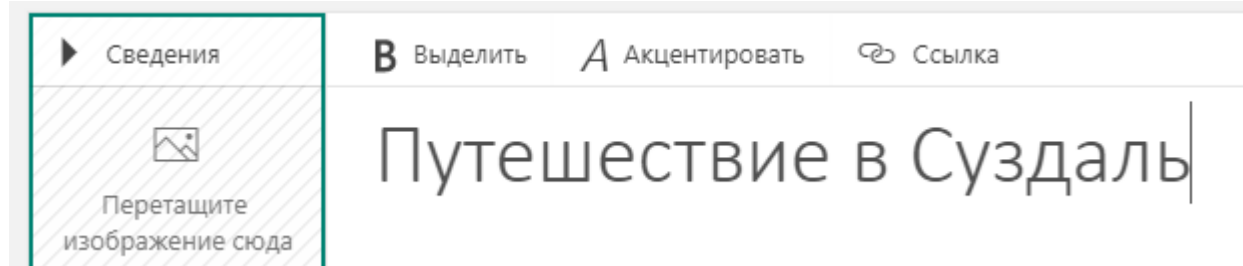 Сведения
B Выделить A Акцентировать Ссылка
Путешествие в Суздаль
Перетащите
изображение сюда